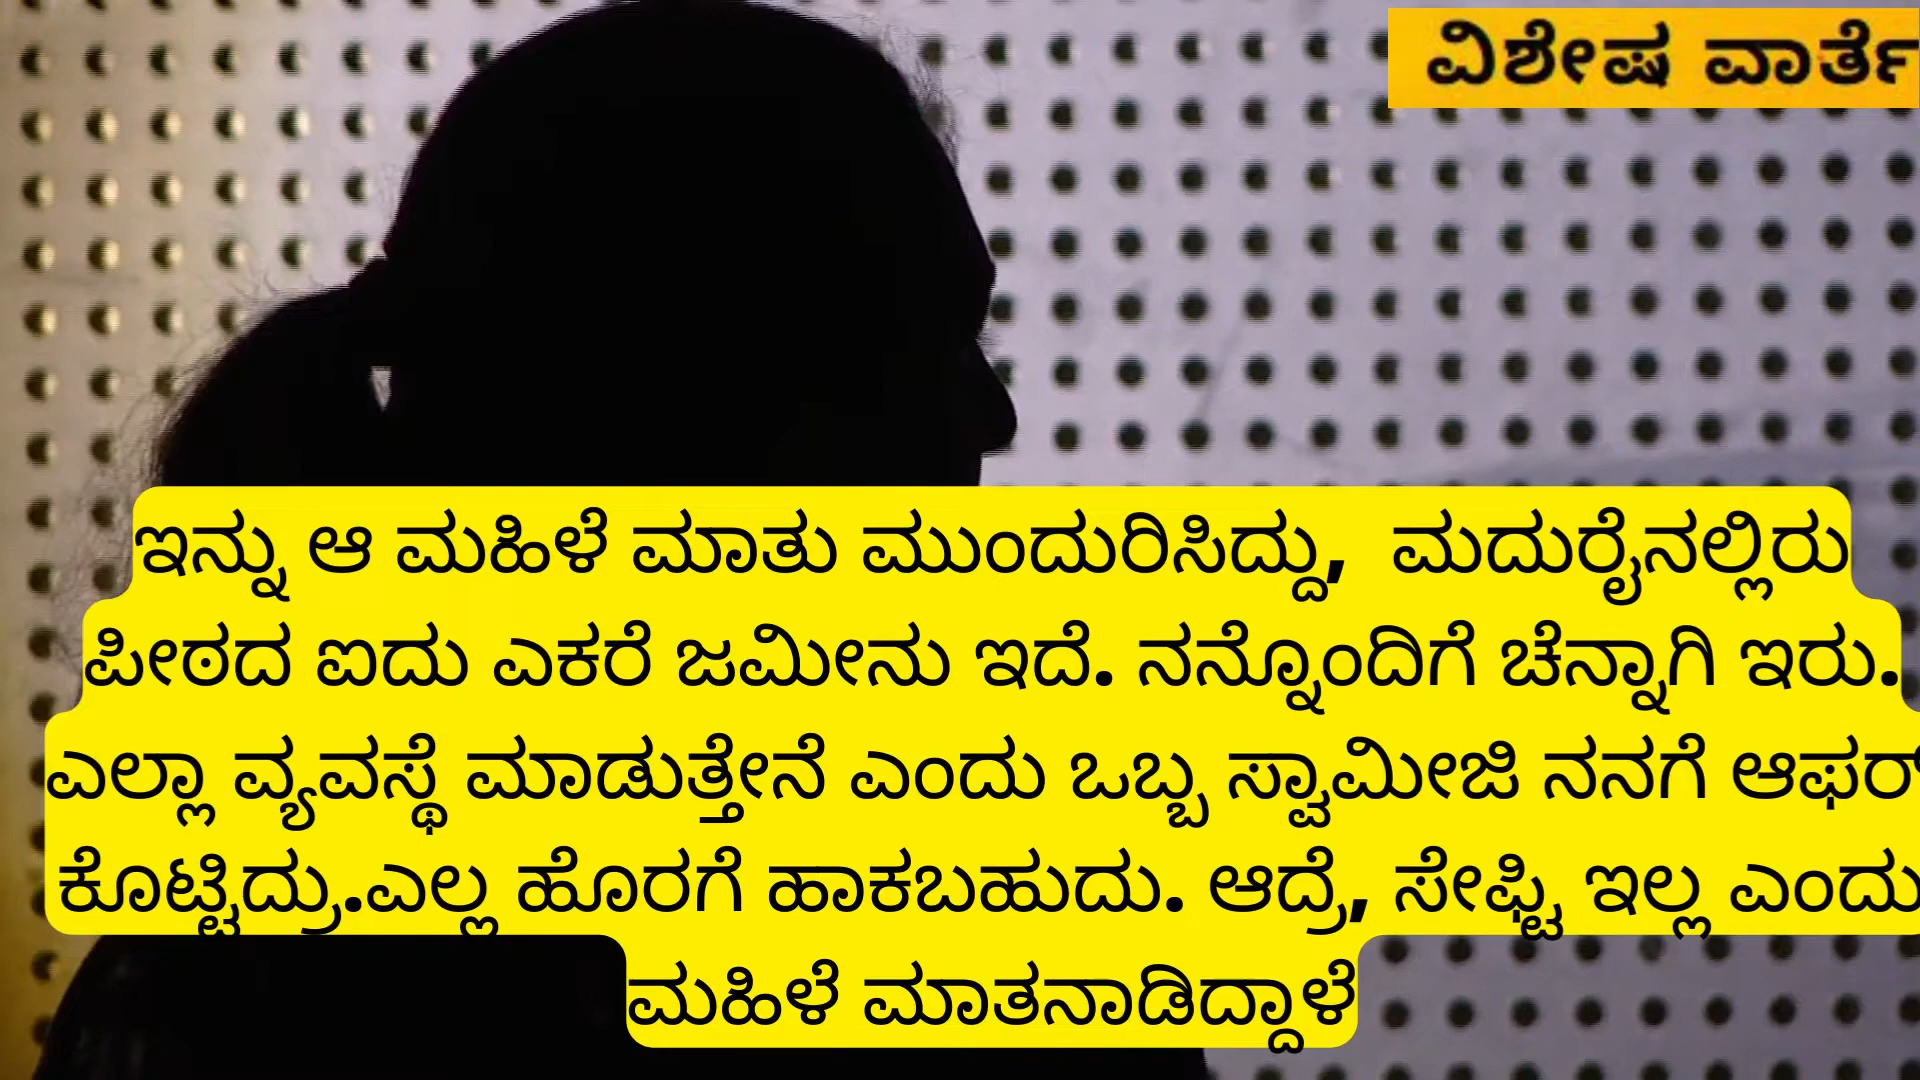 ವಿಶೇಷ ವಾರ್ತೆ
ಇನ್ನು ಆ ಮಹಿಳೆ ಮಾತು ಮುಂದುರಿಸಿದ್ದು, ಮದುರೈನಲ್ಲಿರು
ಪೀಠದ ಐದು ಎಕರೆ ಜಮೀನು ಇದೆ. ನನ್ನೊಂದಿಗೆ ಚೆನ್ನಾಗಿ ಇರು.
ಎಲ್ಲಾ ವ್ಯವಸ್ಥೆ ಮಾಡುತ್ತೇನೆ ಎಂದು ಒಬ್ಬ ಸ್ವಾಮೀಜಿ ನನಗೆ ಆಫರ್
ಕೊಟ್ಟಿದ್ರು.ಎಲ್ಲ ಹೊರಗೆ ಹಾಕಬಹುದು. ಆದ್ರೆ, ಸೇಫ್ಟಿ ಇಲ್ಲ ಎಂದು
ಮಹಿಳೆ ಮಾತನಾಡಿದ್ದಾಳೆ